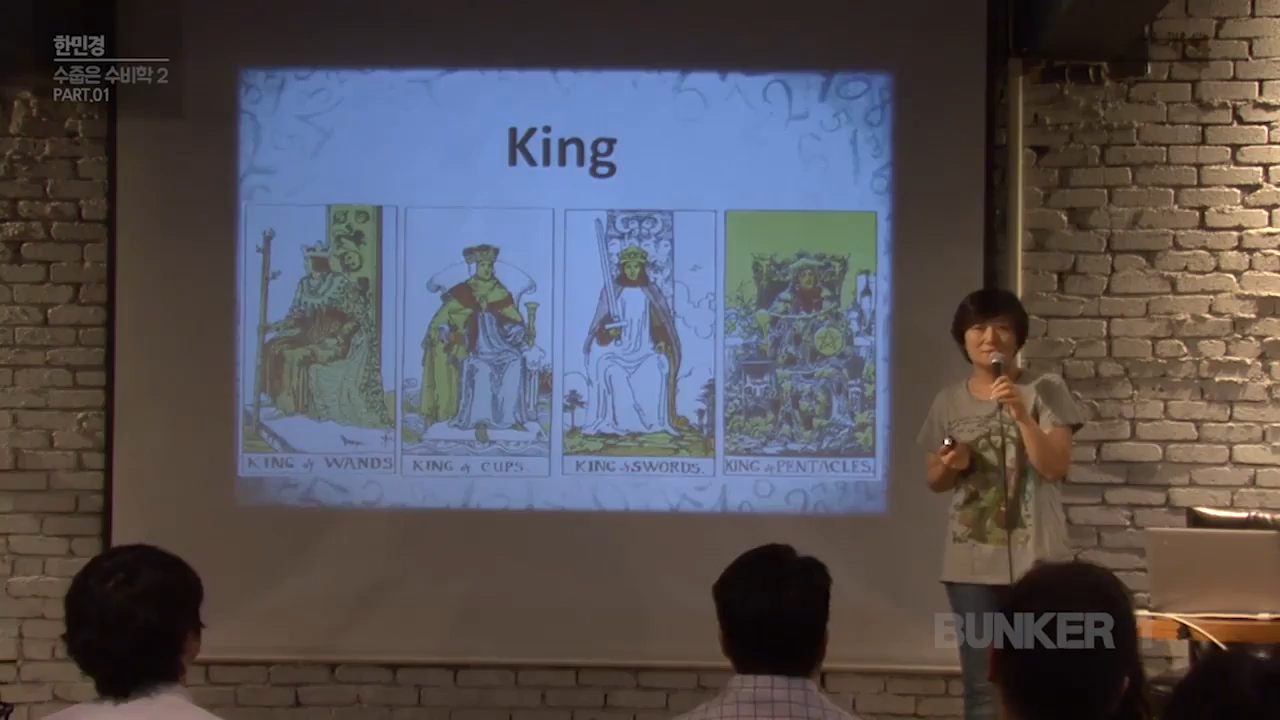 한민경
수줍은 수비학 2
PART.01
King
KING of WANDS
KING of CUPS.
KING of SWORDS.
KING of PENTACLES.
BUNKER